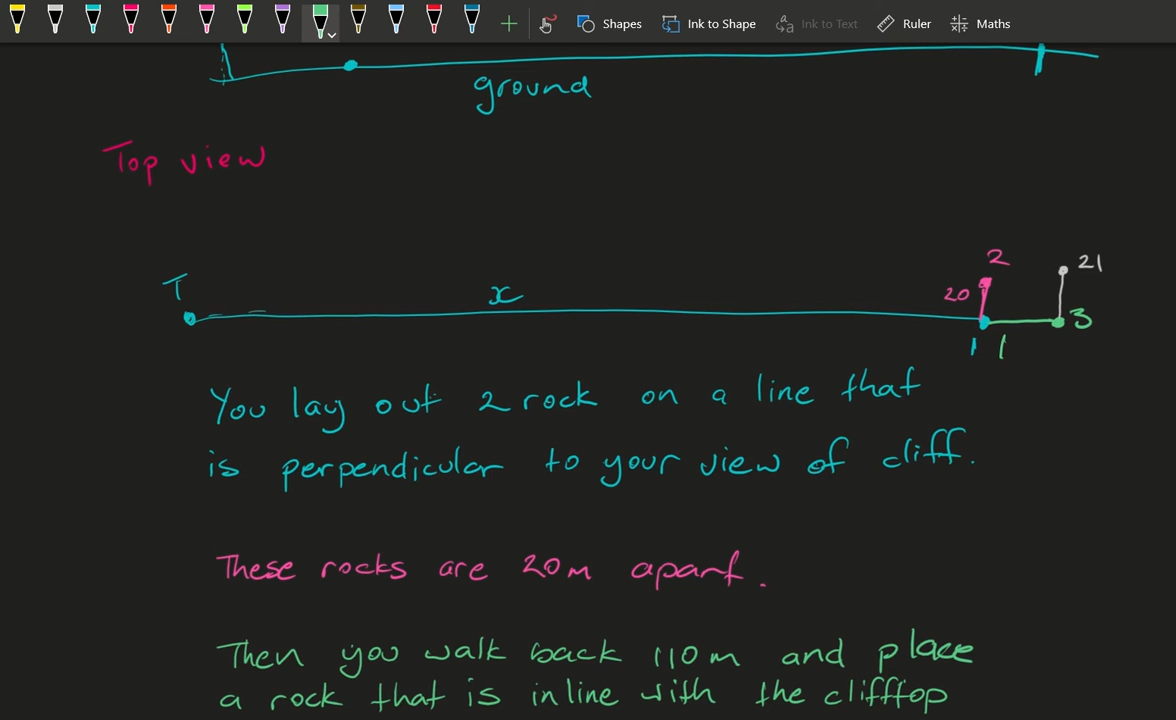 Shapes Ink to Shape Ink to Text Ruler Maths
ground
Top view
T
x
2
20
21
3
1
1
You lay out 2 rock on a line that
is perpendicular to your view of cliff.
These rocks are 20m apart.
Then you walk back 110m and place
a rock that is inline with the clifftop